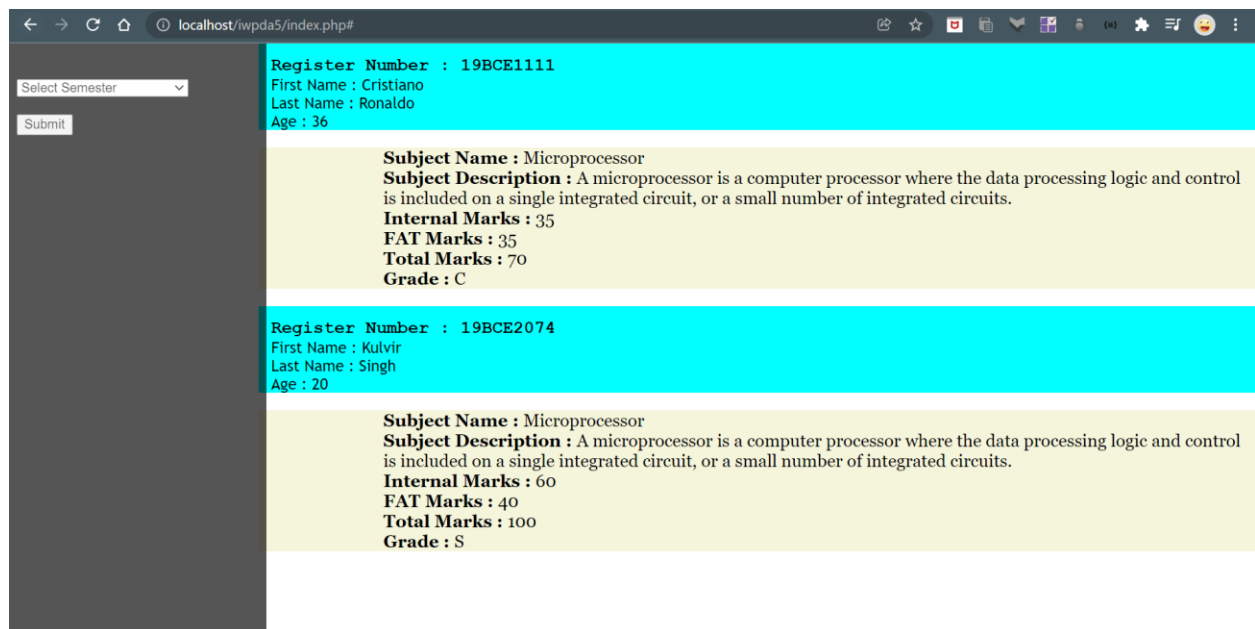 localhost/iwpda5/index.php#
Select Semester
Submit
Register Number : 19BCE1111
First Name : Cristiano
Last Name : Ronaldo
Age : 36
Subject Name : Microprocessor
Subject Description : A microprocessor is a computer processor where the data processing logic and control
is included on a single integrated circuit, or a small number of integrated circuits.
Internal Marks : 35
FAT Marks : 35
Total Marks : 70
Grade : C
Register Number : 19BCE2074
First Name : Kulvir
Last Name : Singh
Age : 20
Subject Name : Microprocessor
Subject Description : A microprocessor is a computer processor where the data processing logic and control
is included on a single integrated circuit, or a small number of integrated circuits.
Internal Marks : 60
FAT Marks : 40
Total Marks : 100
Grade : S